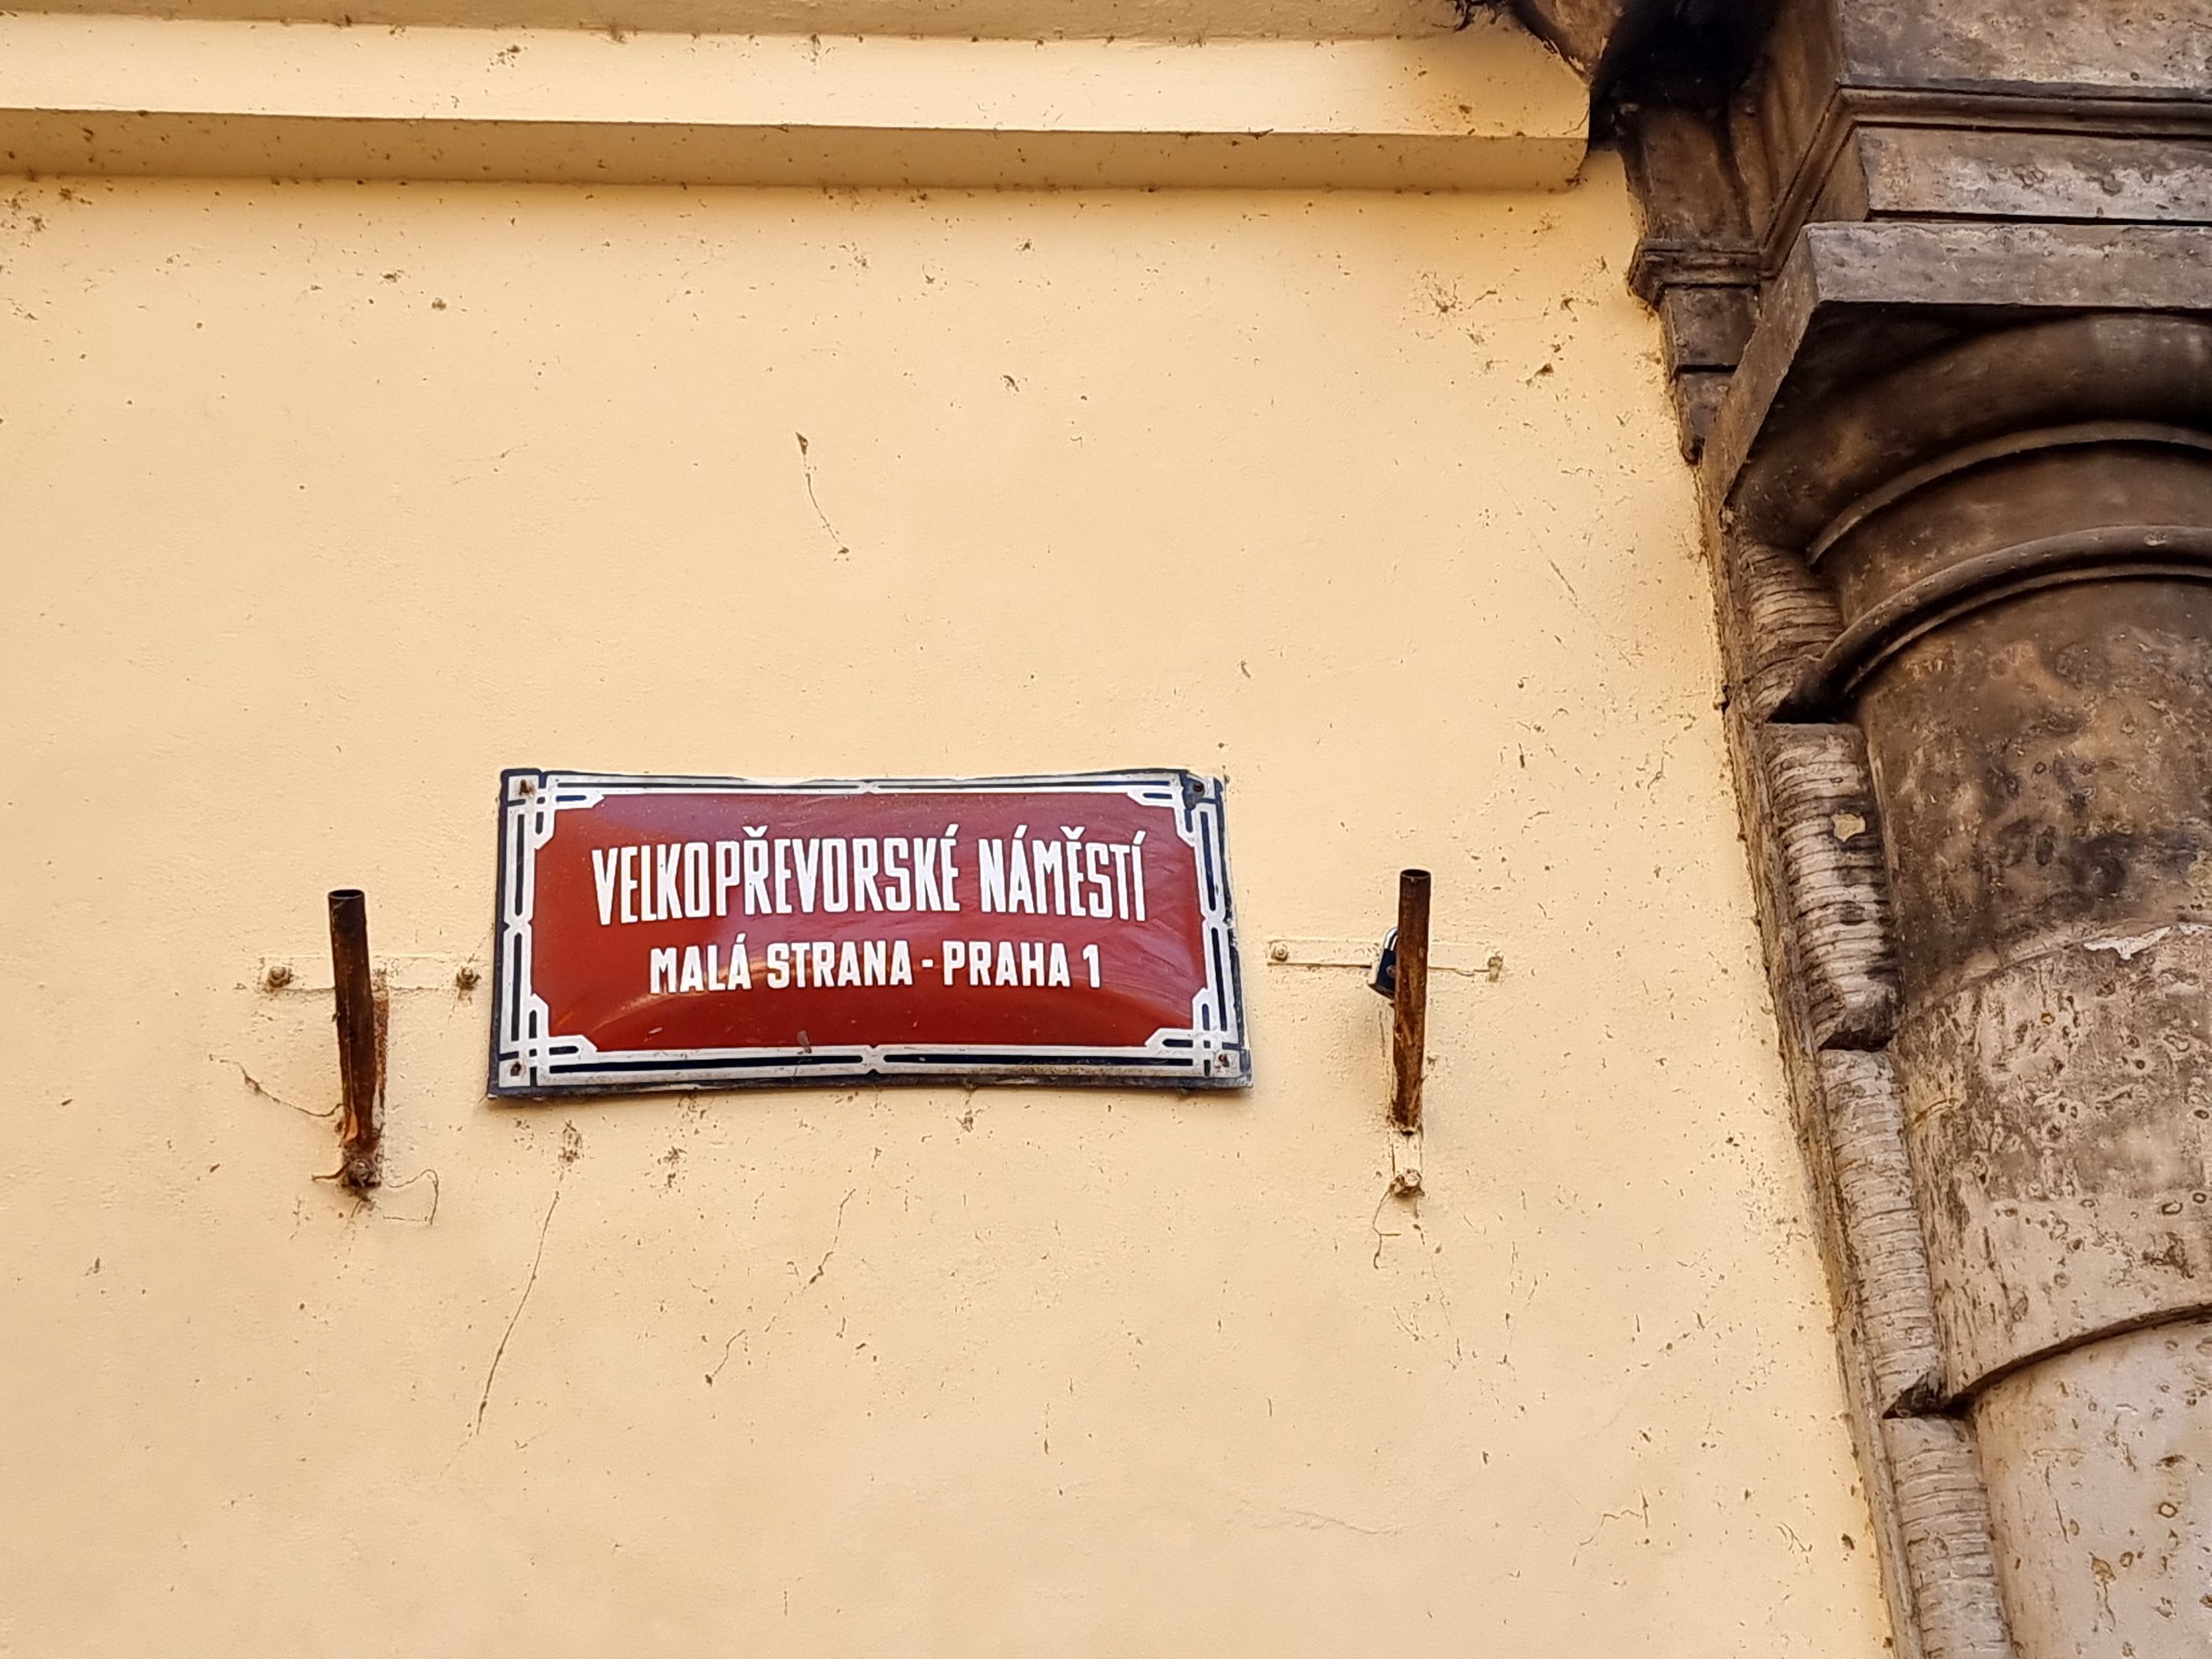 VELKOPŘEVORSKÉ NÁMĚSTÍ
MALÁ STRANA - PRAHA 1